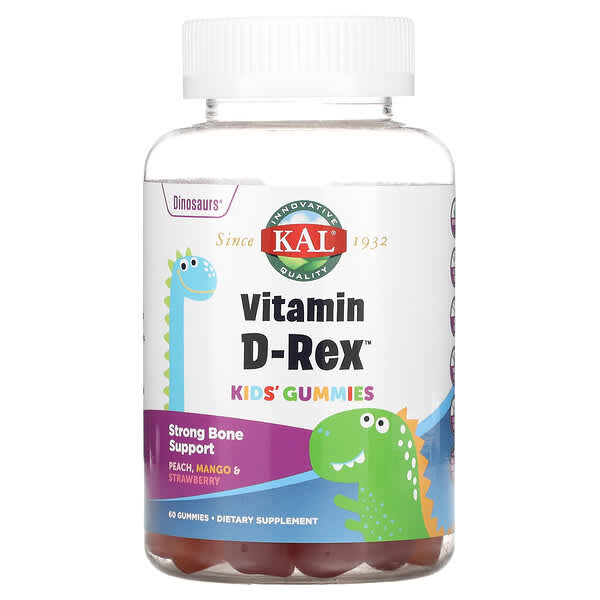 Dinosaurs®
INNOVATIVE
Since KAL® 1932
QUALITY
Vitamin
D-Rex™
KiDS' GUMMiES
Strong Bone
Support
PEACH, MANGO &
STRAWBERRY
60 GUMMIES • DIETARY SUPPLEMENT